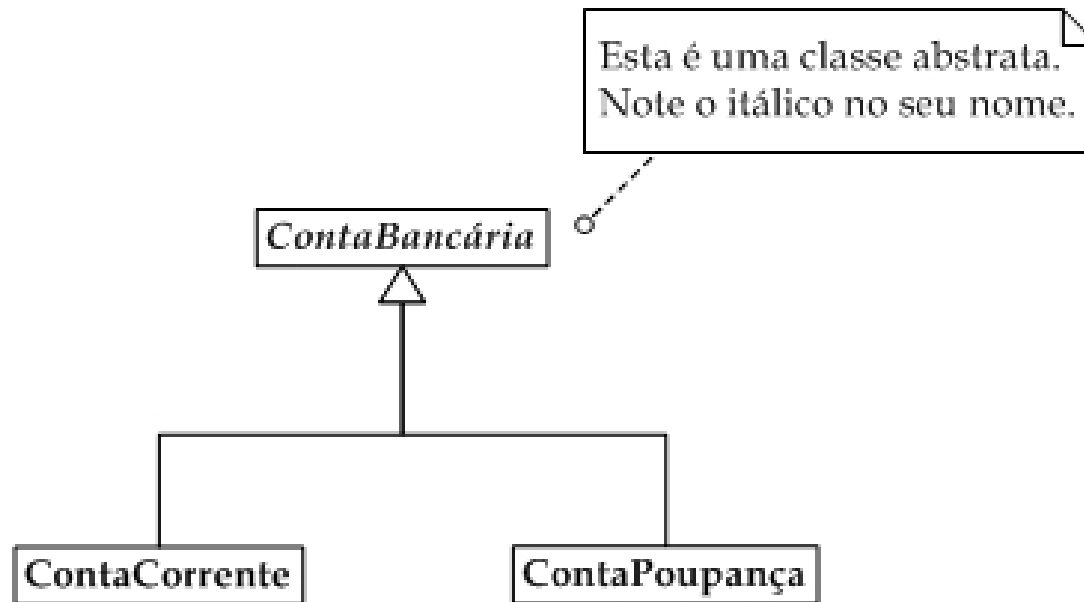 Esta é uma classe abstrata.
Note o itálico no seu nome.
ContaBancária
ContaCorrente
ContaPoupança